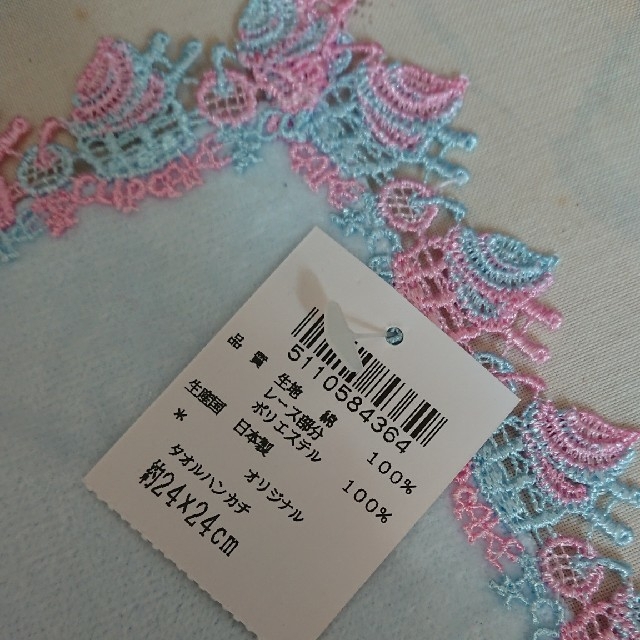 5110584364
品 質 生地 綿 100%
レース部分
ポリエステル 100%
生産国 日本製
* オリジナル
タオルハンカチ
約24×24cm